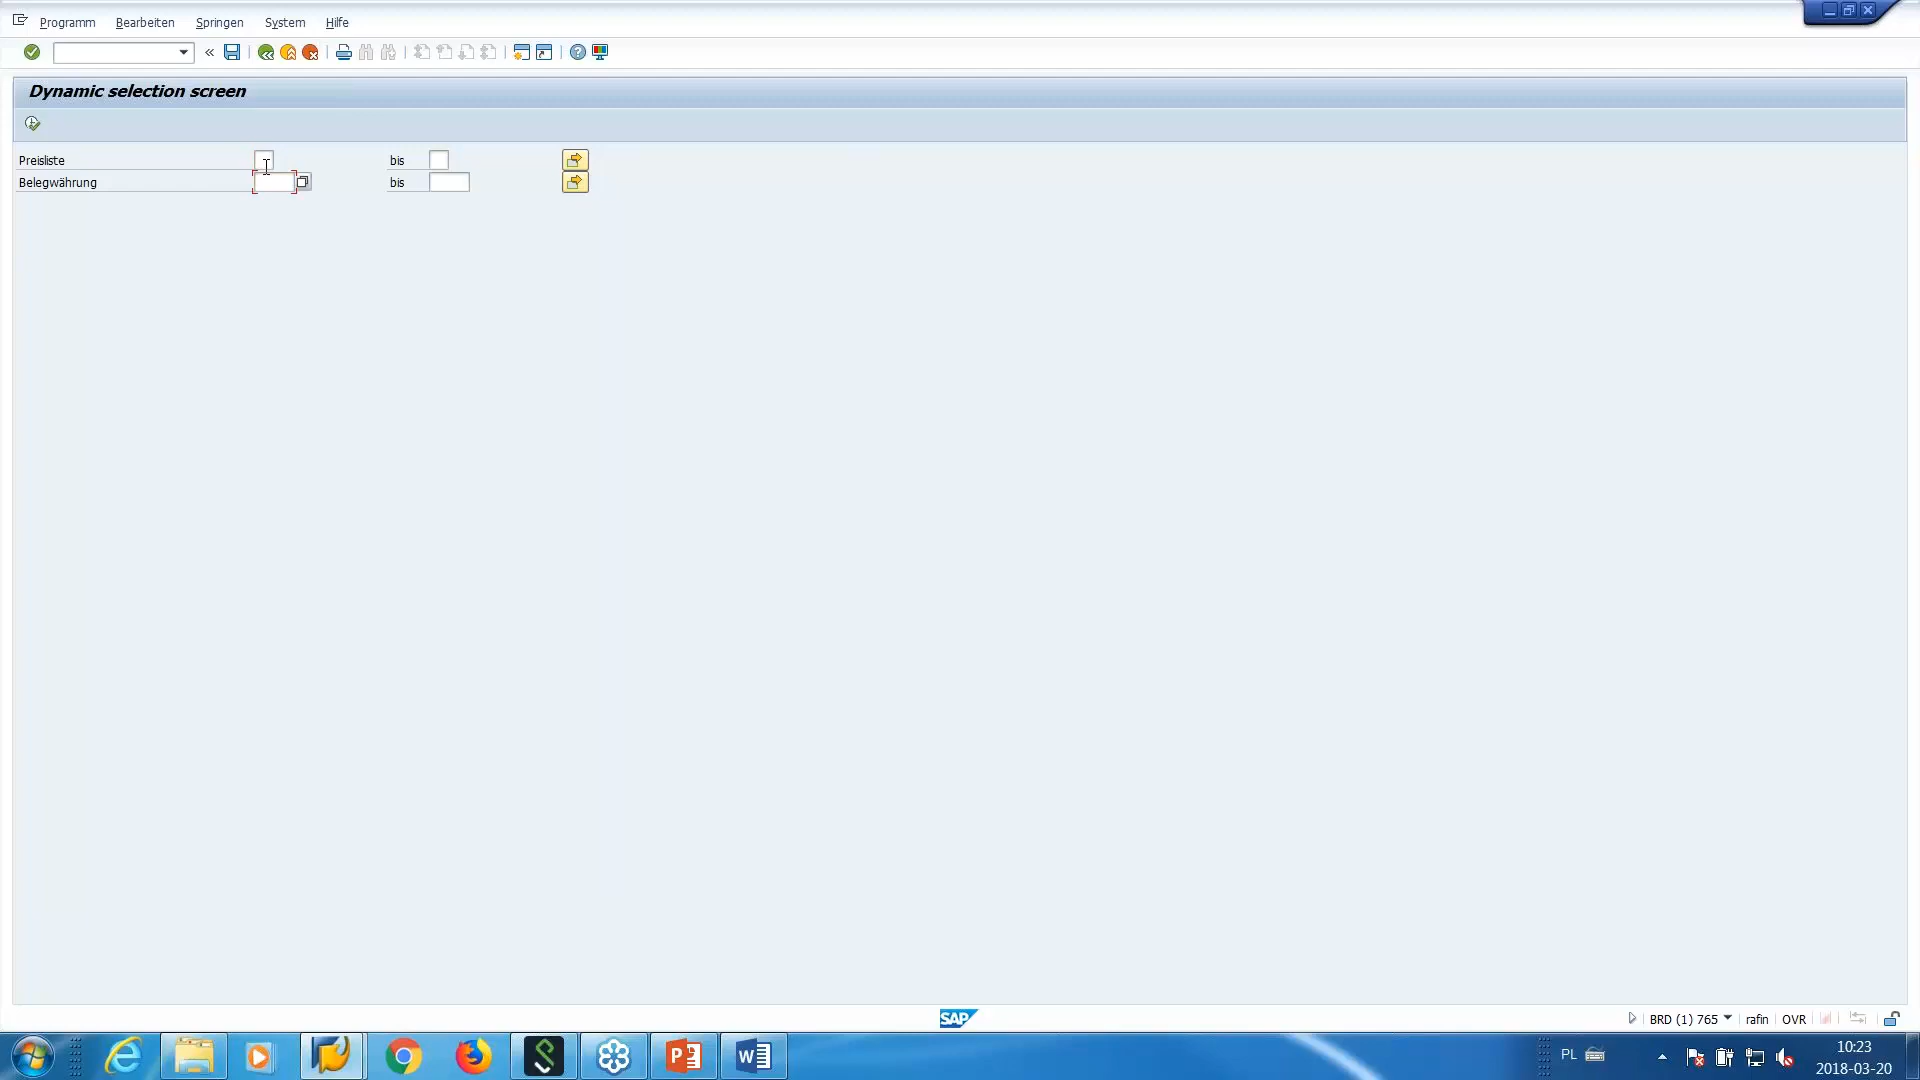 Programm Bearbeiten Springen System Hilfe
Dynamic selection screen
Preisliste bis
Belegwährung bis
SAP
BRD (1) 765 rafin OVR
PL
10:23
2018-03-20